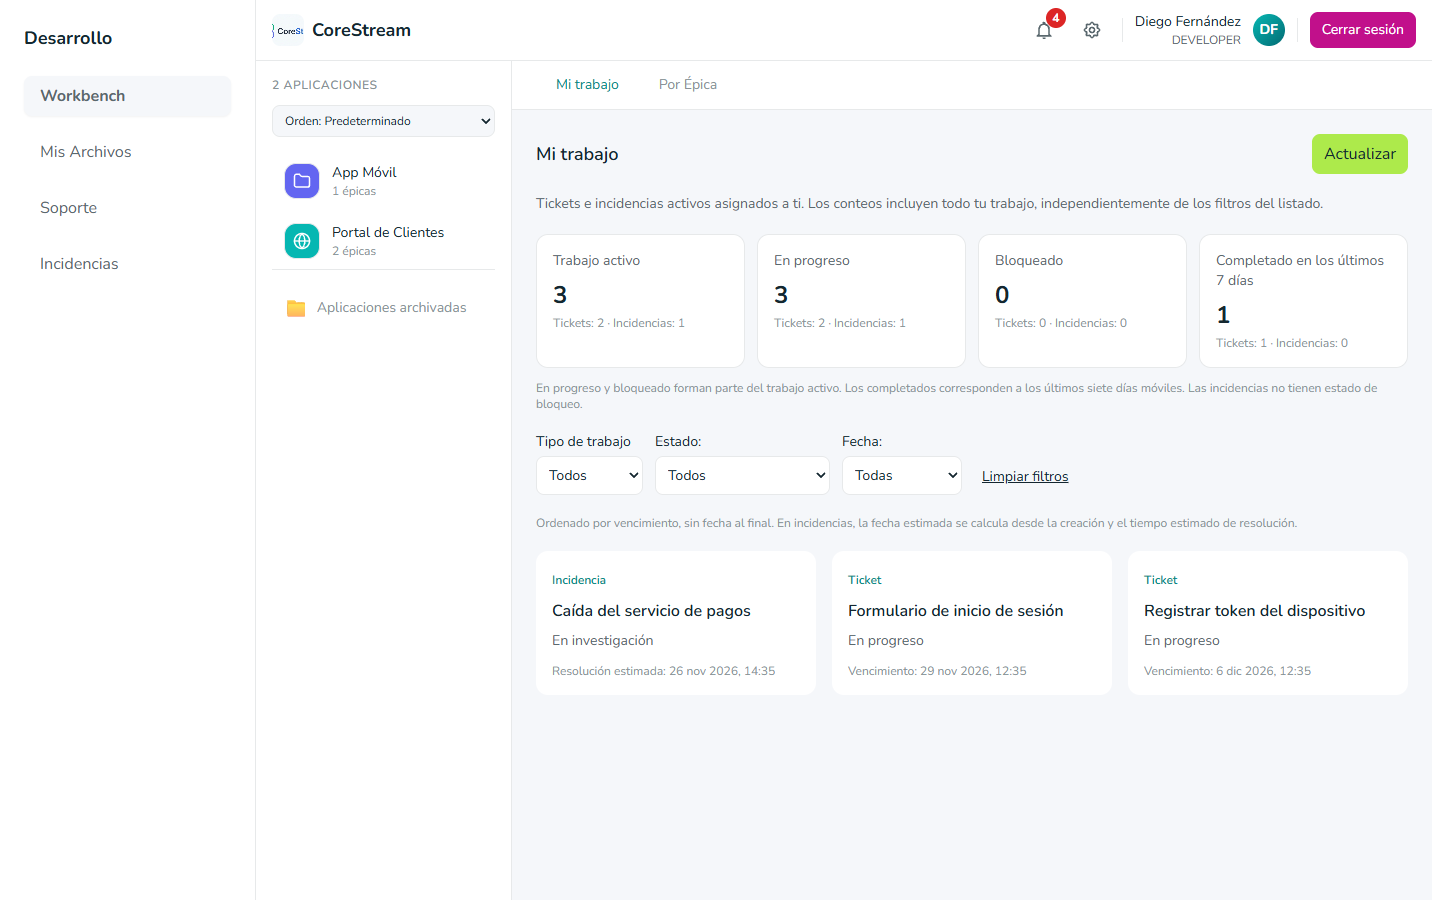 Desarrollo
Workbench
Mis Archivos
Soporte
Incidencias
CoreSt
CoreStream
4
Diego Fernández
DEVELOPER
DF
Cerrar sesión
2 APLICACIONES
Orden: Predeterminado
App Móvil
1 épicas
Portal de Clientes
2 épicas
Aplicaciones archivadas
Mi trabajo
Por Épica
Mi trabajo
Actualizar
Tickets e incidencias activos asignados a ti. Los conteos incluyen todo tu trabajo, independientemente de los filtros del listado.
Trabajo activo
3
Tickets: 2 · Incidencias: 1
En progreso
3
Tickets: 2 · Incidencias: 1
Bloqueado
0
Tickets: 0 · Incidencias: 0
Completado en los últimos
7 días
1
Tickets: 1 · Incidencias: 0
En progreso y bloqueado forman parte del trabajo activo. Los completados corresponden a los últimos siete días móviles. Las incidencias no tienen estado de
bloqueo.
Tipo de trabajo
Todos
Estado:
Todos
Fecha:
Todas
Limpiar filtros
Ordenado por vencimiento, sin fecha al final. En incidencias, la fecha estimada se calcula desde la creación y el tiempo estimado de resolución.
Incidencia
Caída del servicio de pagos
En investigación
Resolución estimada: 26 nov 2026, 14:35
Ticket
Formulario de inicio de sesión
En progreso
Vencimiento: 29 nov 2026, 12:35
Ticket
Registrar token del dispositivo
En progreso
Vencimiento: 6 dic 2026, 12:35